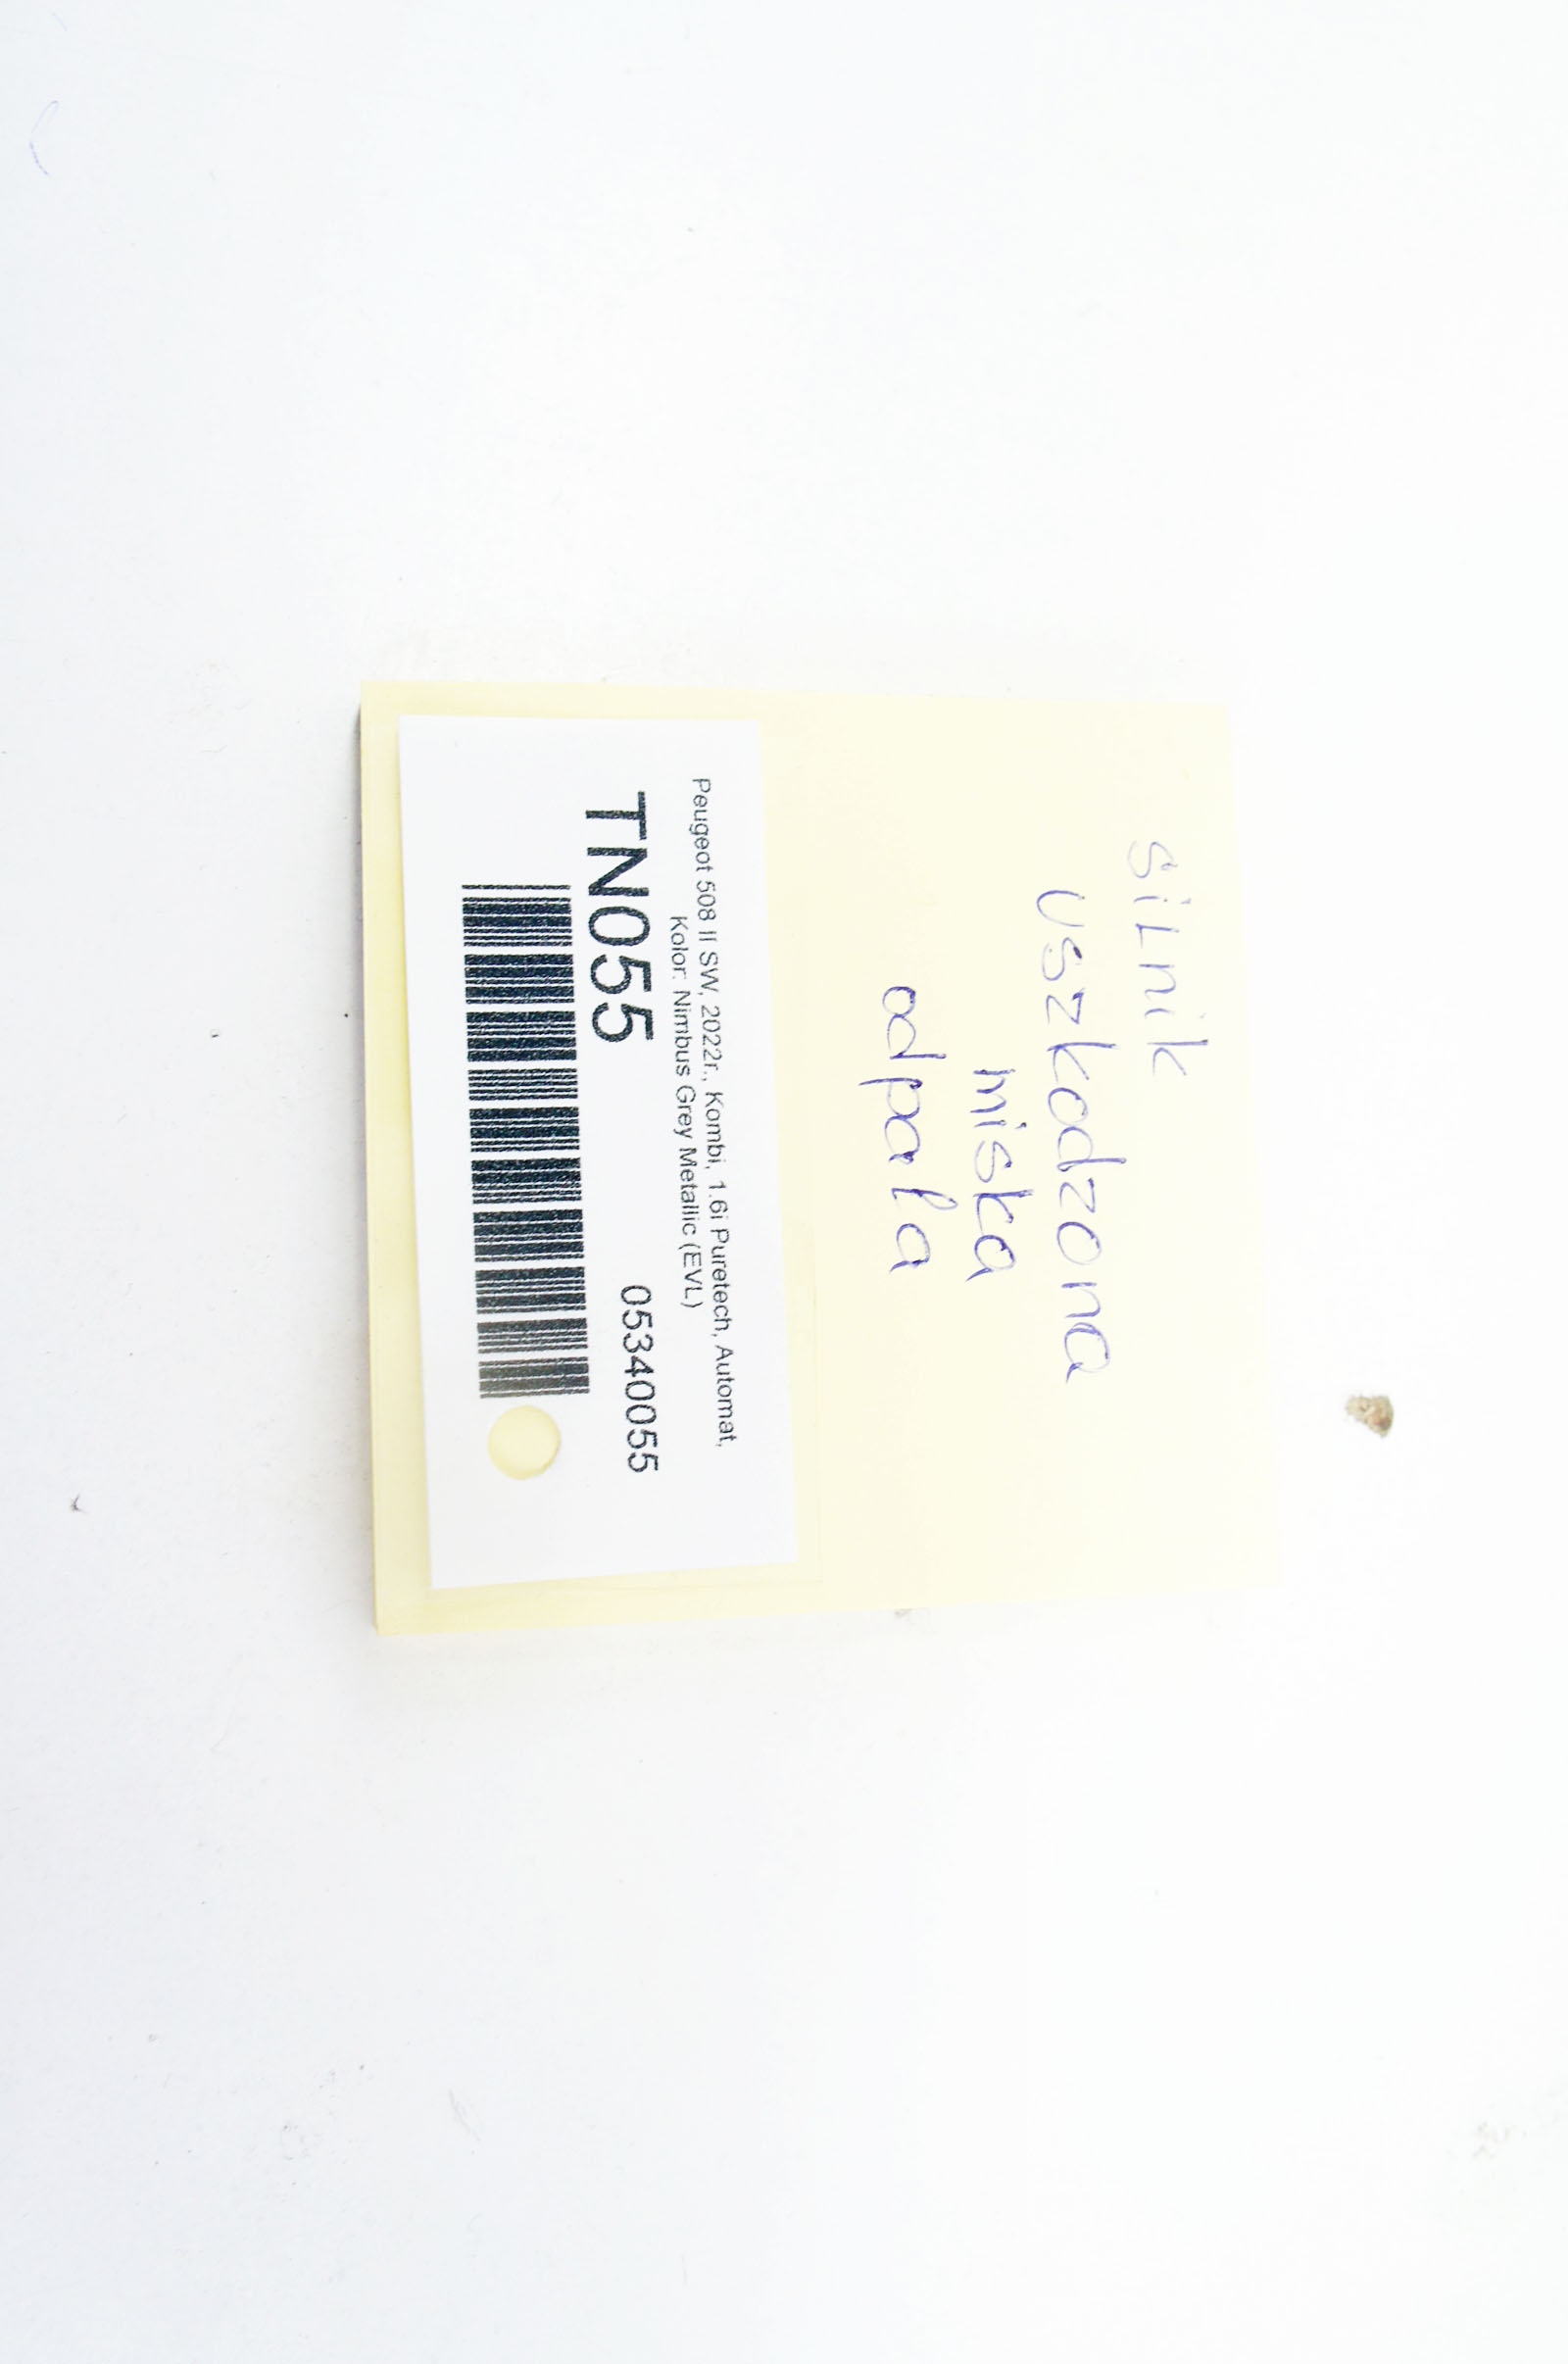 silnik
uszkodzona
miska
odpala
Peugeot 508 II SW, 2022r., Kombi, 1.6i Puretech, Automat,
Kolor: Nimbus Grey Metallic (EVL)
TN055 05340055